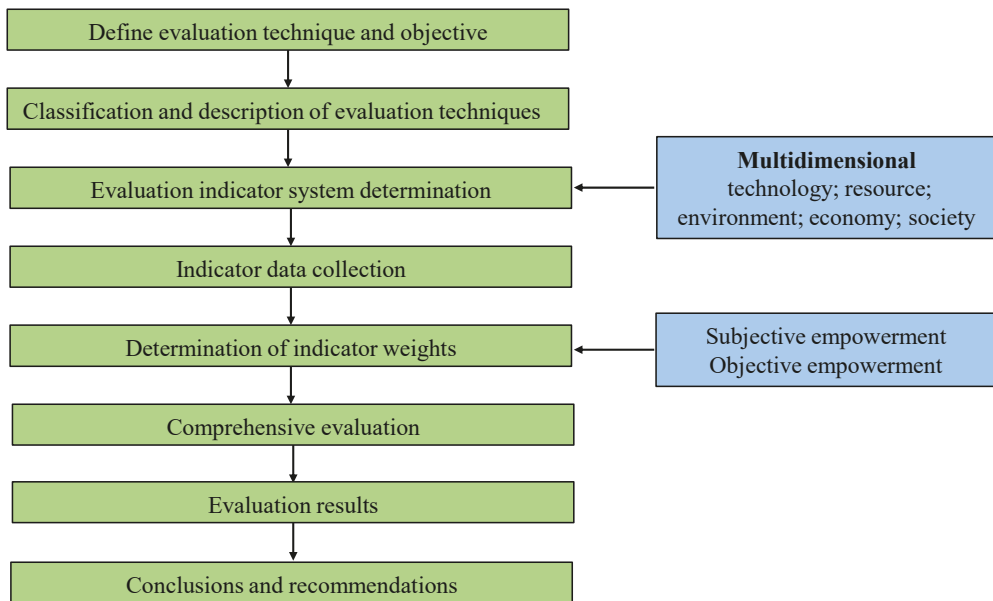 Define evaluation technique and objective
Classification and description of evaluation techniques
Multidimensional
technology; resource;
environment; economy; society
Evaluation indicator system determination
Indicator data collection
Subjective empowerment
Objective empowerment
Determination of indicator weights
Comprehensive evaluation
Evaluation results
Conclusions and recommendations